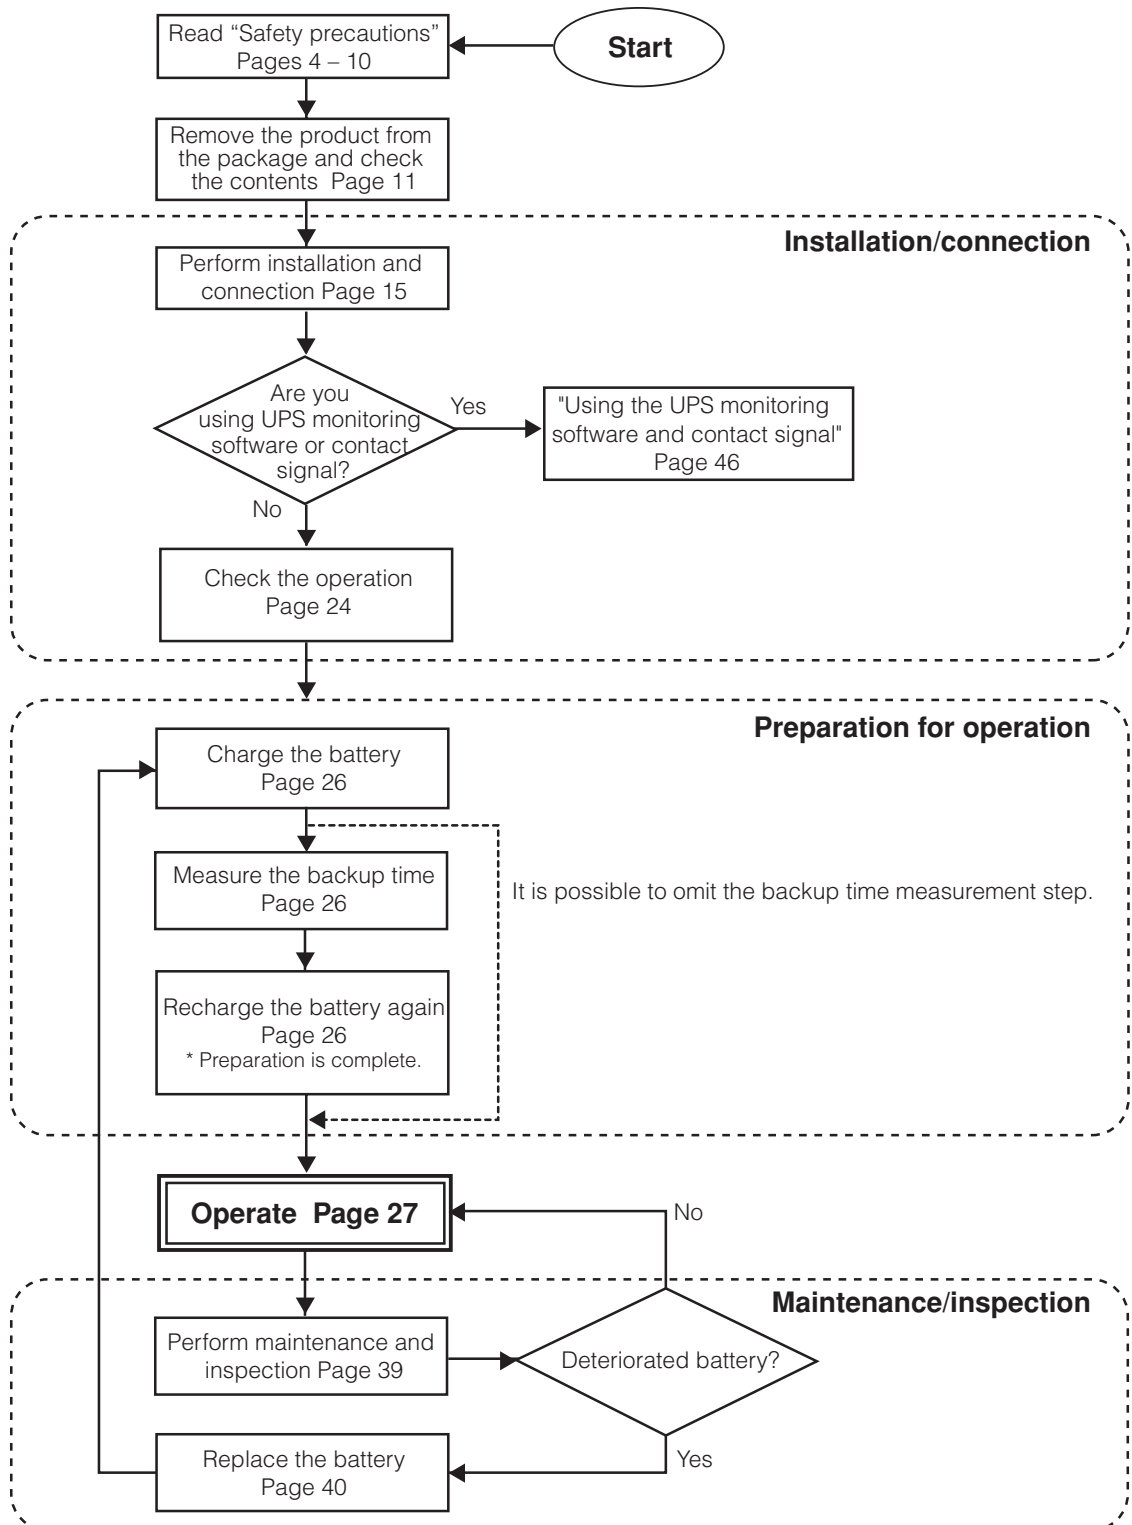 Read “Safety precautions”
Pages 4 – 10
Start
Remove the product from
the package and check
the contents  Page 11
Installation/connection
Perform installation and
connection Page 15
Are you
using UPS monitoring
software or contact
signal?
Yes
"Using the UPS monitoring
software and contact signal"
Page 46
No
Check the operation
Page 24
Preparation for operation
Charge the battery
Page 26
Measure the backup time
Page 26
It is possible to omit the backup time measurement step.
Recharge the battery again
Page 26
* Preparation is complete.
Operate  Page 27
No
Maintenance/inspection
Perform maintenance and
inspection Page 39
Deteriorated battery?
Yes
Replace the battery
Page 40